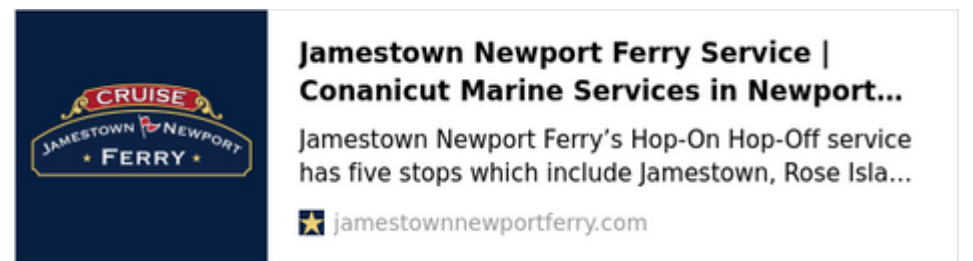 CRUISE
JAMESTOWN NEWPORT
FERRY
Jamestown Newport Ferry Service |
Conanicut Marine Services in Newport...
Jamestown Newport Ferry’s Hop-On Hop-Off service
has five stops which include Jamestown, Rose Isla...
jamestownnewportferry.com